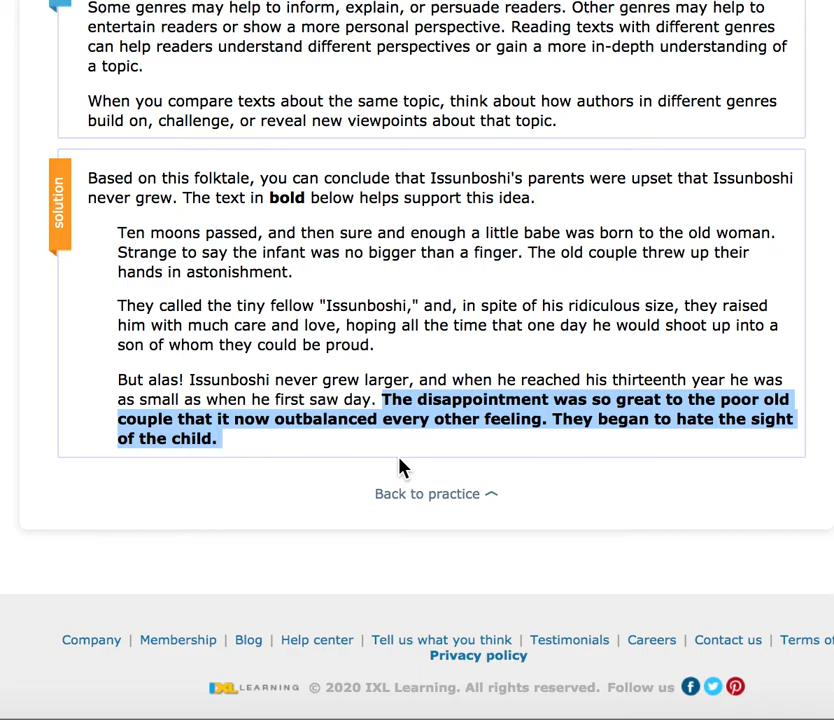 Some genres may help to inform, explain, or persuade readers. Other genres may help to
entertain readers or show a more personal perspective. Reading texts with different genres
can help readers understand different perspectives or gain a more in-depth understanding of
a topic.
When you compare texts about the same topic, think about how authors in different genres
build on, challenge, or reveal new viewpoints about that topic.
solution
Based on this folktale, you can conclude that Issunboshi's parents were upset that Issunboshi
never grew. The text in bold below helps support this idea.
Ten moons passed, and then sure and enough a little babe was born to the old woman.
Strange to say the infant was no bigger than a finger. The old couple threw up their
hands in astonishment.
They called the tiny fellow "Issunboshi," and, in spite of his ridiculous size, they raised
him with much care and love, hoping all the time that one day he would shoot up into a
son of whom they could be proud.
But alas! Issunboshi never grew larger, and when he reached his thirteenth year he was
as small as when he first saw day. The disappointment was so great to the poor old
couple that it now outbalanced every other feeling. They began to hate the sight
of the child.
Back to practice
Company | Membership | Blog | Help center | Tell us what you think | Testimonials | Careers | Contact us | Terms of
Privacy policy
IXL LEARNING © 2020 IXL Learning. All rights reserved. Follow us